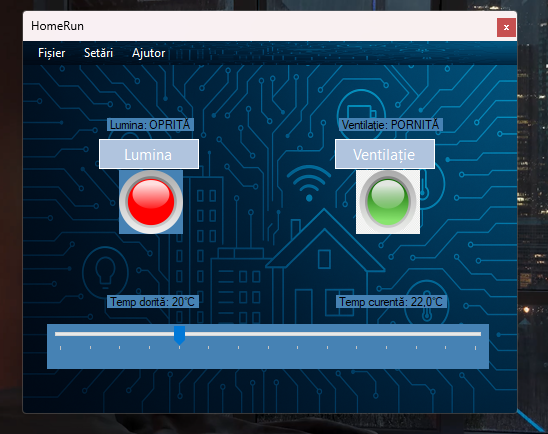 HomeRun
x
Fișier Setări Ajutor
Lumina: OPRITĂ
Ventilație: PORNITĂ
Lumina
Ventilație
Temp dorită: 20°C
Temp curentă: 22,0°C